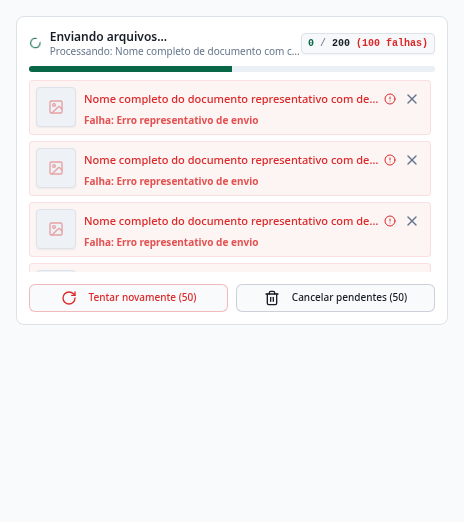 Enviando arquivos...
Processando: Nome completo de documento com c...
0 / 200 (100 falhas)
Nome completo do documento representativo com de...
Falha: Erro representativo de envio
Nome completo do documento representativo com de...
Falha: Erro representativo de envio
Nome completo do documento representativo com de...
Falha: Erro representativo de envio
Tentar novamente (50)
Cancelar pendentes (50)